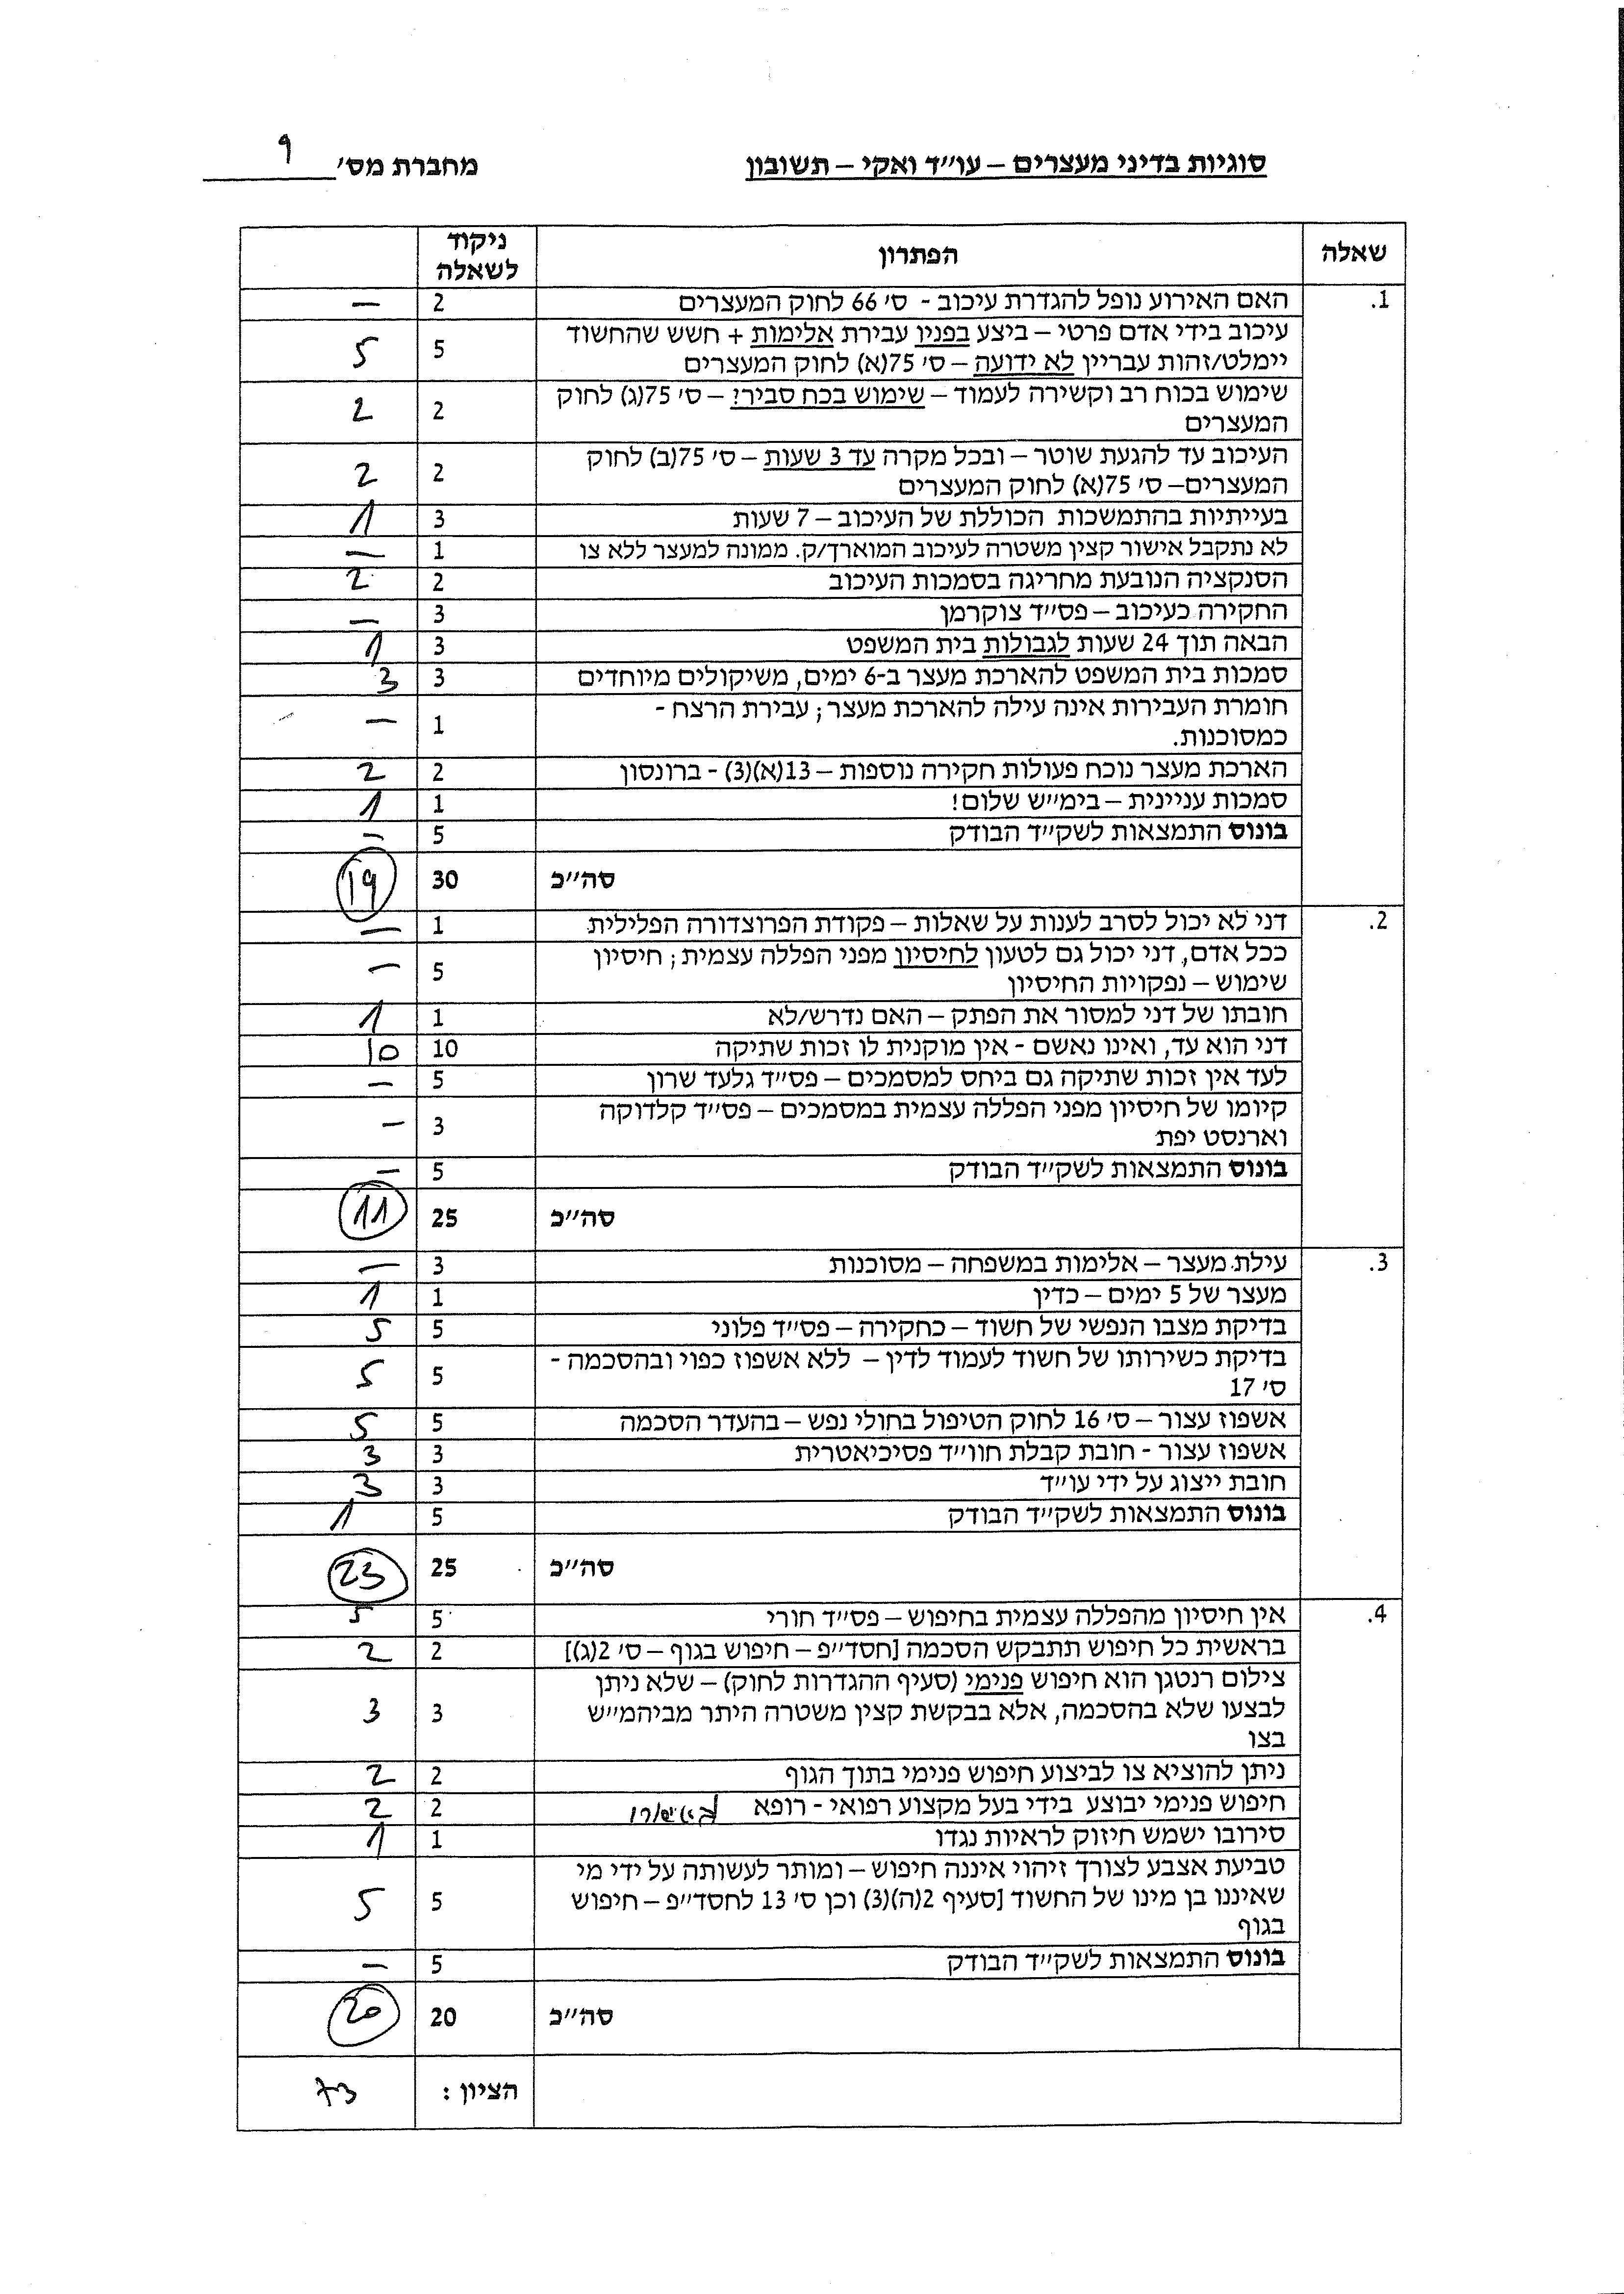 סוגיות בדיני מעצרים – עו״ד ואקי – תשובון
מחברת מס׳ 9
שאלה הפתרון ניקוד לשאלה
1. האם האירוע נופל להגדרת עיכוב - ס׳ 66 לחוק המעצרים 2 –
עיכוב בידי אדם פרטי – ביצע בפניו עבירת אלימות + חשש שהחשוד
יימלט/זהות עבריין לא ידועה – ס׳ 75(א) לחוק המעצרים 5 5
שימוש בכוח רב וקשירה לעמוד – שימוש בכח סביר! – ס׳ 75(ג) לחוק
המעצרים 2 2
העיכוב עד להגעת שוטר – ובכל מקרה עד 3 שעות – ס׳ 75(ב) לחוק
המעצרים– ס׳ 75(א) לחוק המעצרים 2 2
בעייתיות בהתמשכות הכוללת של העיכוב – 7 שעות 3 1
לא נתקבל אישור קצין משטרה לעיכוב המוארך/ק. ממונה למעצר ללא צו 1 –
הסנקציה הנובעת מחריגה בסמכות העיכוב 2 2
החקירה כעיכוב – פס״ד צוקרמן 3 –
הבאה תוך 24 שעות לגבולות בית המשפט 3 1
סמכות בית המשפט להארכת מעצר ב-6 ימים, משיקולים מיוחדים 3 3
חומרת העבירות אינה עילה להארכת מעצר; עבירת הרצח -
כמסוכנות. 1 –
הארכת מעצר נוכח פעולות חקירה נוספות – 13(א)(3) - ברונסון 2 2
סמכות עניינית – בימ״ש שלום! 1 1
בונוס התמצאות לשק״ד הבודק 5 –
סה״כ 30 19
2. דני לא יכול לסרב לענות על שאלות – פקודת הפרוצדורה הפלילית 1 –
ככל אדם, דני יכול גם לטעון לחיסיון מפני הפללה עצמית; חיסיון
שימוש – נפקויות החיסיון 5 –
חובתו של דני למסור את הפתק – האם נדרש/לא 1 1
דני הוא עד, ואינו נאשם - אין מוקנית לו זכות שתיקה 10 10
לעד אין זכות שתיקה גם ביחס למסמכים – פס״ד גלעד שרון 5 –
קיומו של חיסיון מפני הפללה עצמית במסמכים – פס״ד קלדוקה
וארנסט יפת 3 –
בונוס התמצאות לשק״ד הבודק 5 –
סה״כ 25 11
3. עילת מעצר – אלימות במשפחה – מסוכנות 3 –
מעצר של 5 ימים – כדין 1 1
בדיקת מצבו הנפשי של חשוד – כחקירה – פס״ד פלוני 5 5
בדיקת כשירותו של חשוד לעמוד לדין – ללא אשפוז כפוי ובהסכמה -
ס׳ 17 5 5
אשפוז עצור – ס׳ 16 לחוק הטיפול בחולי נפש – בהעדר הסכמה 5 5
אשפוז עצור - חובת קבלת חוו״ד פסיכיאטרית 3 3
חובת ייצוג על ידי עו״ד 3 3
בונוס התמצאות לשק״ד הבודק 5 1
סה״כ 25 23
4. אין חיסיון מהפללה עצמית בחיפוש – פס״ד חורי 5 5
בראשית כל חיפוש תתבקש הסכמה [חסד״פ – חיפוש בגוף – ס׳ 2(ג)] 2 2
צילום רנטגן הוא חיפוש פנימי (סעיף ההגדרות לחוק) – שלא ניתן
לבצעו שלא בהסכמה, אלא בבקשת קצין משטרה היתר מביהמ״ש
בצו 3 3
ניתן להוציא צו לביצוע חיפוש פנימי בתוך הגוף 2 2
חיפוש פנימי יבוצע בידי בעל מקצוע רפואי - רופא 2 2
סירובו ישמש חיזוק לראיות נגדו 1 1
טביעת אצבע לצורך זיהוי איננה חיפוש – ומותר לעשותה על ידי מי
שאיננו בן מינו של החשוד [סעיף 2(ה)(3) וכן ס׳ 13 לחסד״פ – חיפוש
בגוף 5 5
בונוס התמצאות לשק״ד הבודק 5 –
סה״כ 20 20
הציון : 73